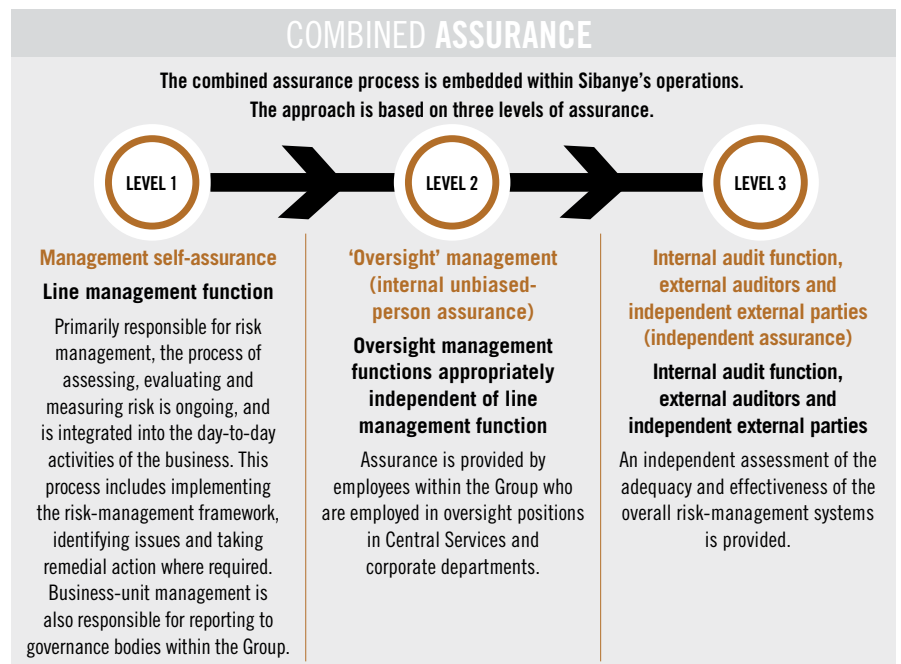 COMBINED ASSURANCE
The combined assurance process is embedded within Sibanye's operations.
The approach is based on three levels of assurance.
LEVEL 1
LEVEL 2
LEVEL 3
Management self-assurance
Line management function
Primarily responsible for risk
management, the process of
assessing, evaluating and
measuring risk is ongoing, and
is integrated into the day-to-day
activities of the business. This
process includes implementing
the risk-management framework,
identifying issues and taking
remedial action where required.
Business-unit management is
also responsible for reporting to
governance bodies within the Group.
‘Oversight’ management
(internal unbiased-
person assurance)
Oversight management
functions appropriately
independent of line
management function
Assurance is provided by
employees within the Group who
are employed in oversight positions
in Central Services and
corporate departments.
Internal audit function,
external auditors and
independent external parties
(independent assurance)
Internal audit function,
external auditors and
independent external parties
An independent assessment of the
adequacy and effectiveness of the
overall risk-management systems
is provided.